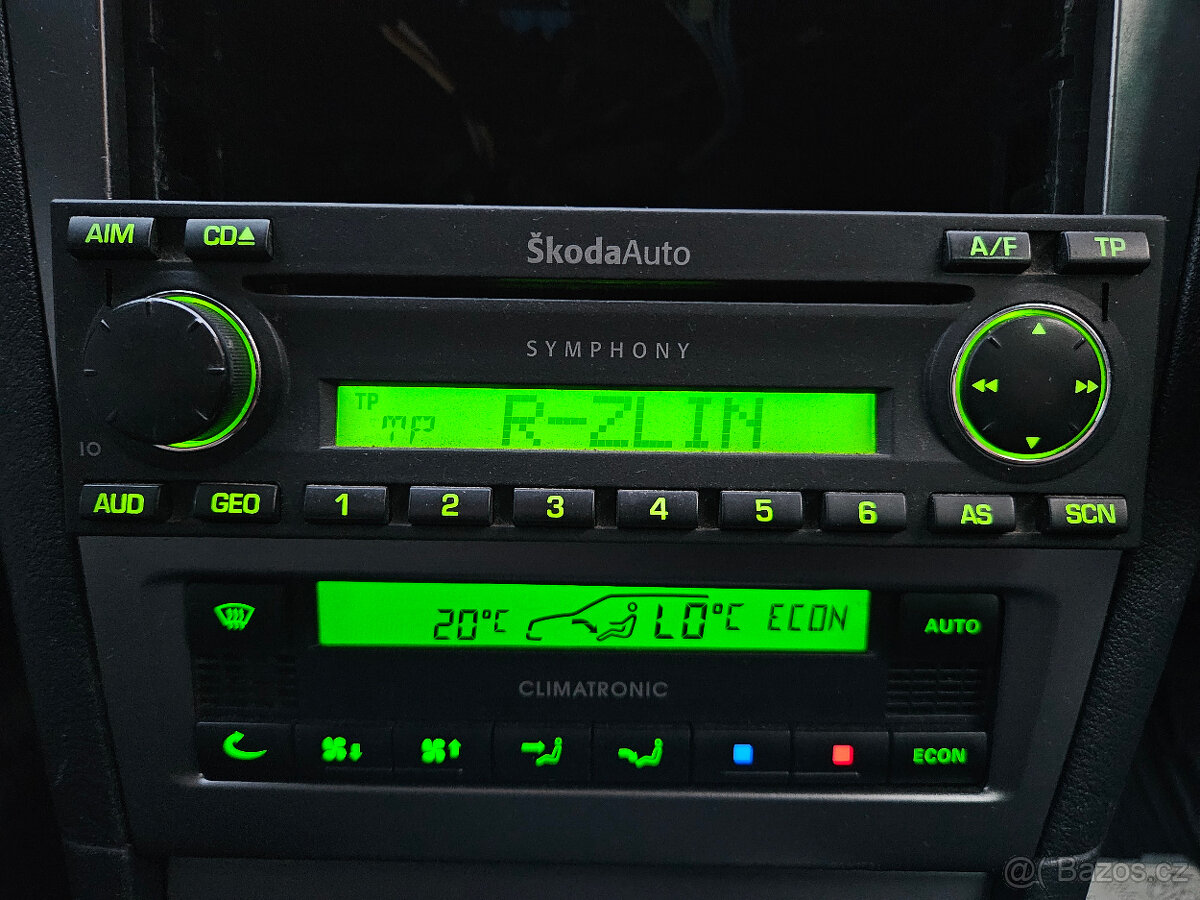 AIM CD ŠkodaAuto A/F TP
SYMPHONY
TP
mp R-ZLIN
IO
AUD GEO 1 2 3 4 5 6 AS SCN
20°C LO°C ECON
AUTO
CLIMATRONIC
ECON
@ Bazos.cz